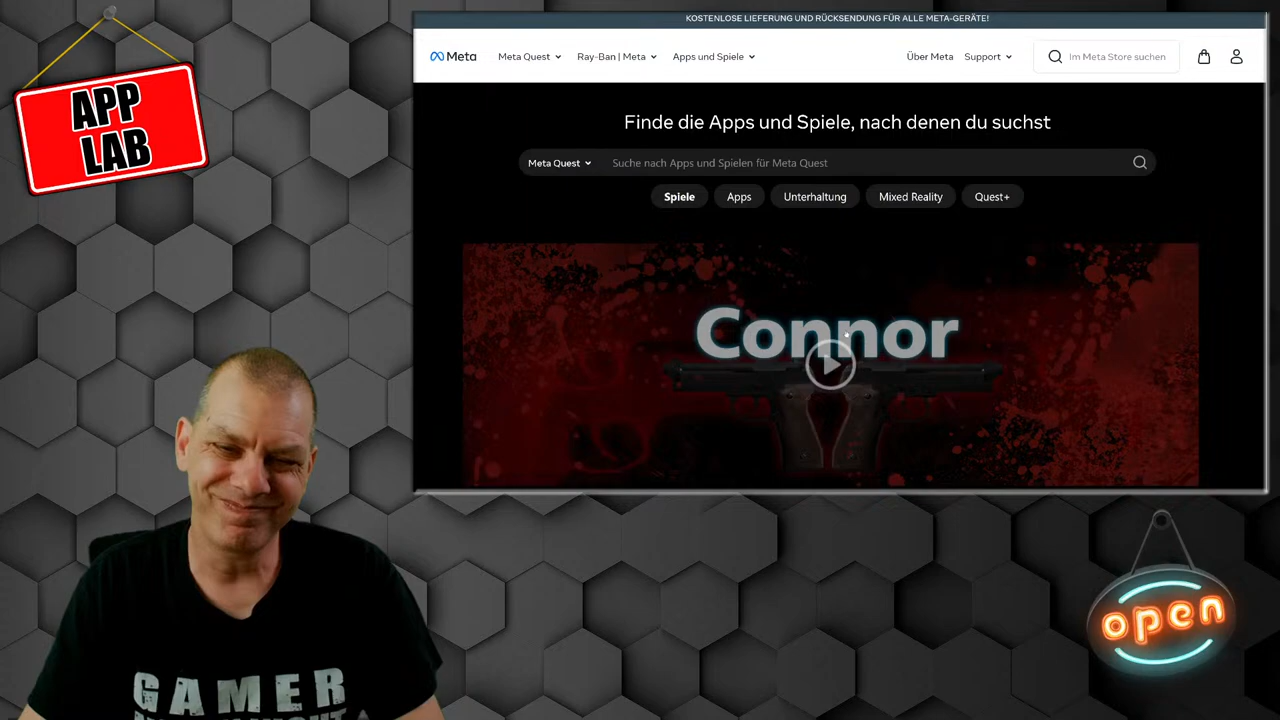 APP
LAB
KOSTENLOSE LIEFERUNG UND RÜCKSENDUNG FÜR ALLE META-GERÄTE!
Meta
Meta Quest
Ray-Ban | Meta
Apps und Spiele
Über Meta
Support
Im Meta Store suchen
Finde die Apps und Spiele, nach denen du suchst
Meta Quest
Suche nach Apps und Spielen für Meta Quest
Spiele
Apps
Unterhaltung
Mixed Reality
Quest+
Connor
GAMER
open